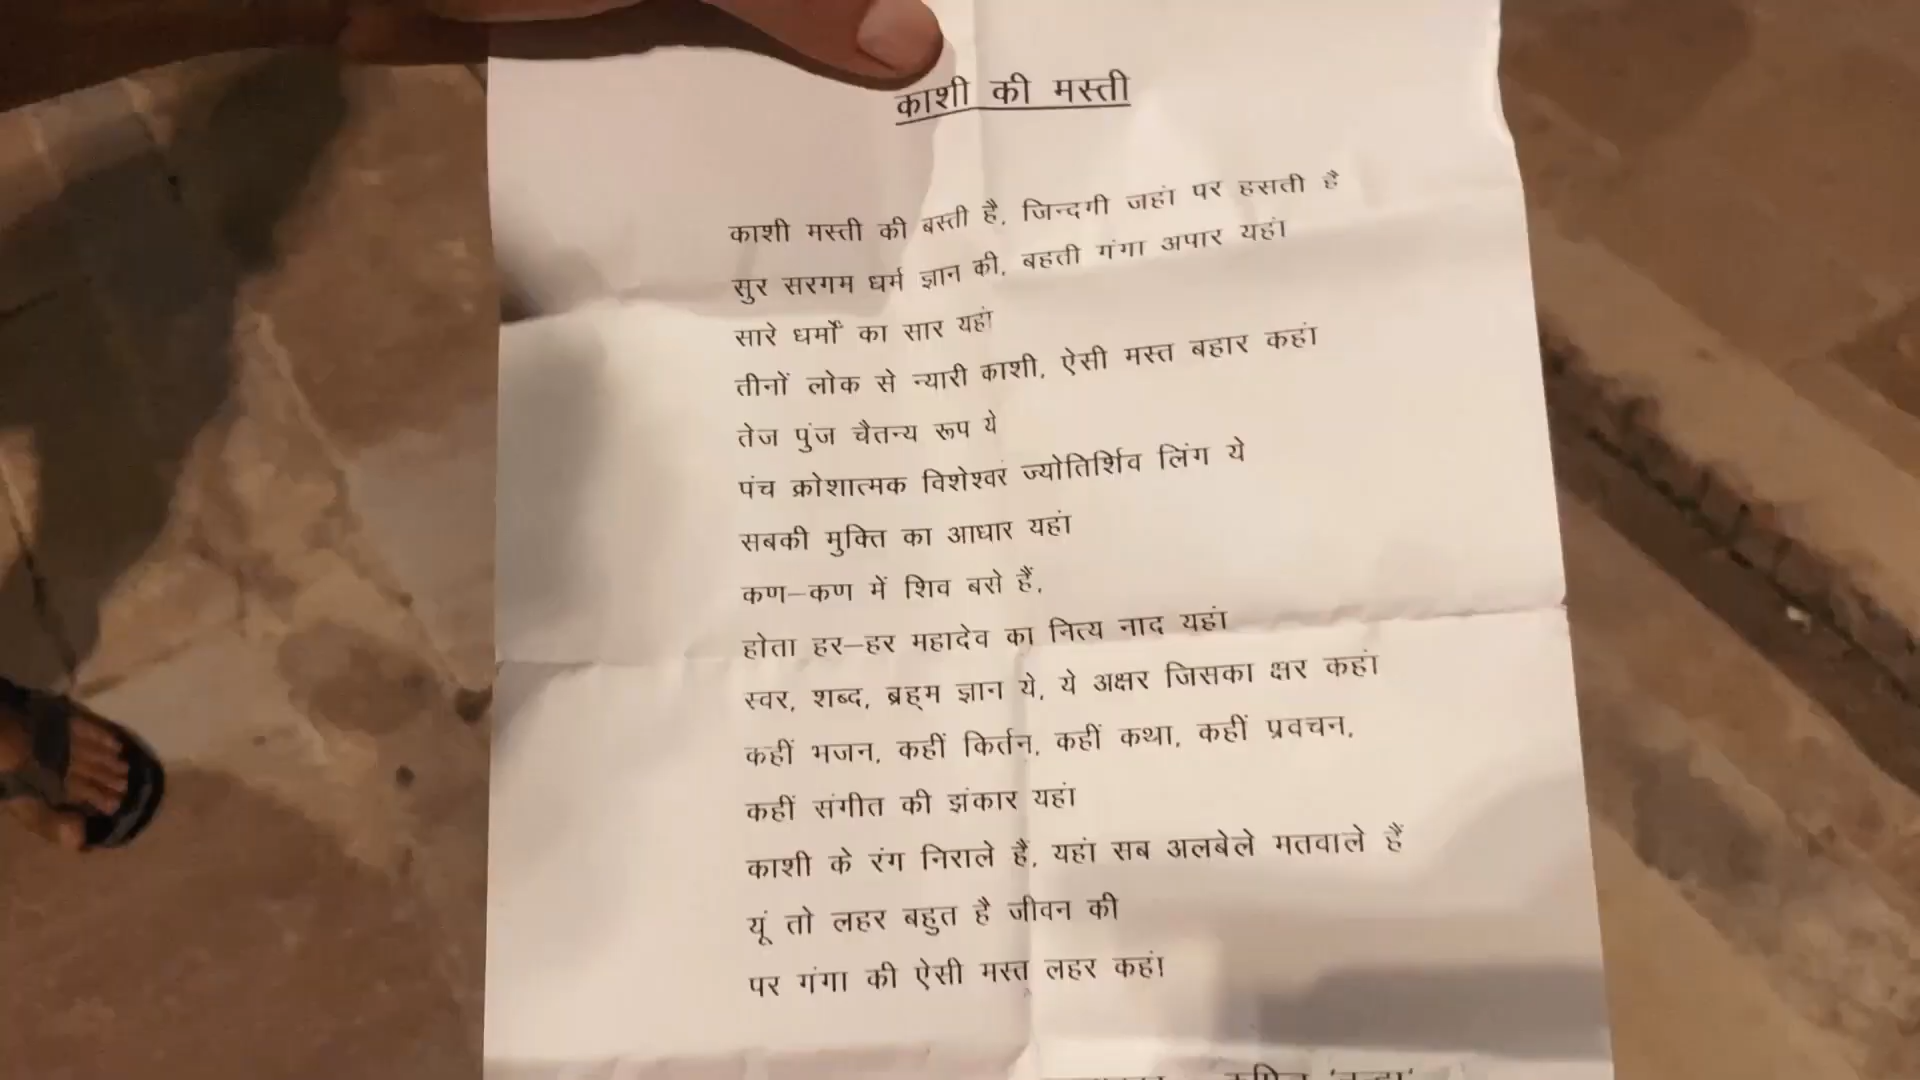 काशी की मस्ती
काशी मस्ती की बस्ती है, जिन्दगी जहां पर हसती है
सुर सरगम धर्म ज्ञान की, बहती गंगा अपार यहां
सारे धर्मों का सार यहां
तीनों लोक से न्यारी काशी, ऐसी मस्त बहार कहां
तेज पुंज चैतन्य रूप ये
पंच क्रोशात्मक विशेश्वर ज्योतिर्शिव लिंग ये
सबकी मुक्ति का आधार यहां
कण–कण में शिव बसे हैं,
होता हर–हर महादेव का नित्य नाद यहां
स्वर, शब्द, ब्रह्म ज्ञान ये, ये अक्षर जिसका क्षर कहां
कहीं भजन, कहीं किर्तन, कहीं कथा, कहीं प्रवचन,
कहीं संगीत की झंकार यहां
काशी के रंग निराले हैं, यहां सब अलबेले मतवाले हैं
यूं तो लहर बहुत है जीवन की
पर गंगा की ऐसी मस्त लहर कहां